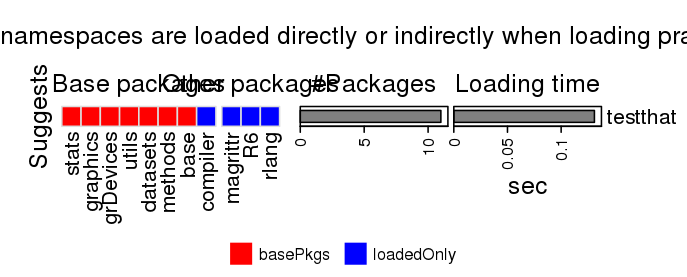 namespaces are loaded directly or indirectly when loading pra
Base packages
Other packages
#Packages
Loading time
Suggests
testthat
stats
graphics
grDevices
utils
datasets
methods
base
compiler
magrittr
R6
rlang
0
5
10
0
0.05
0.1
sec
basePkgs
loadedOnly